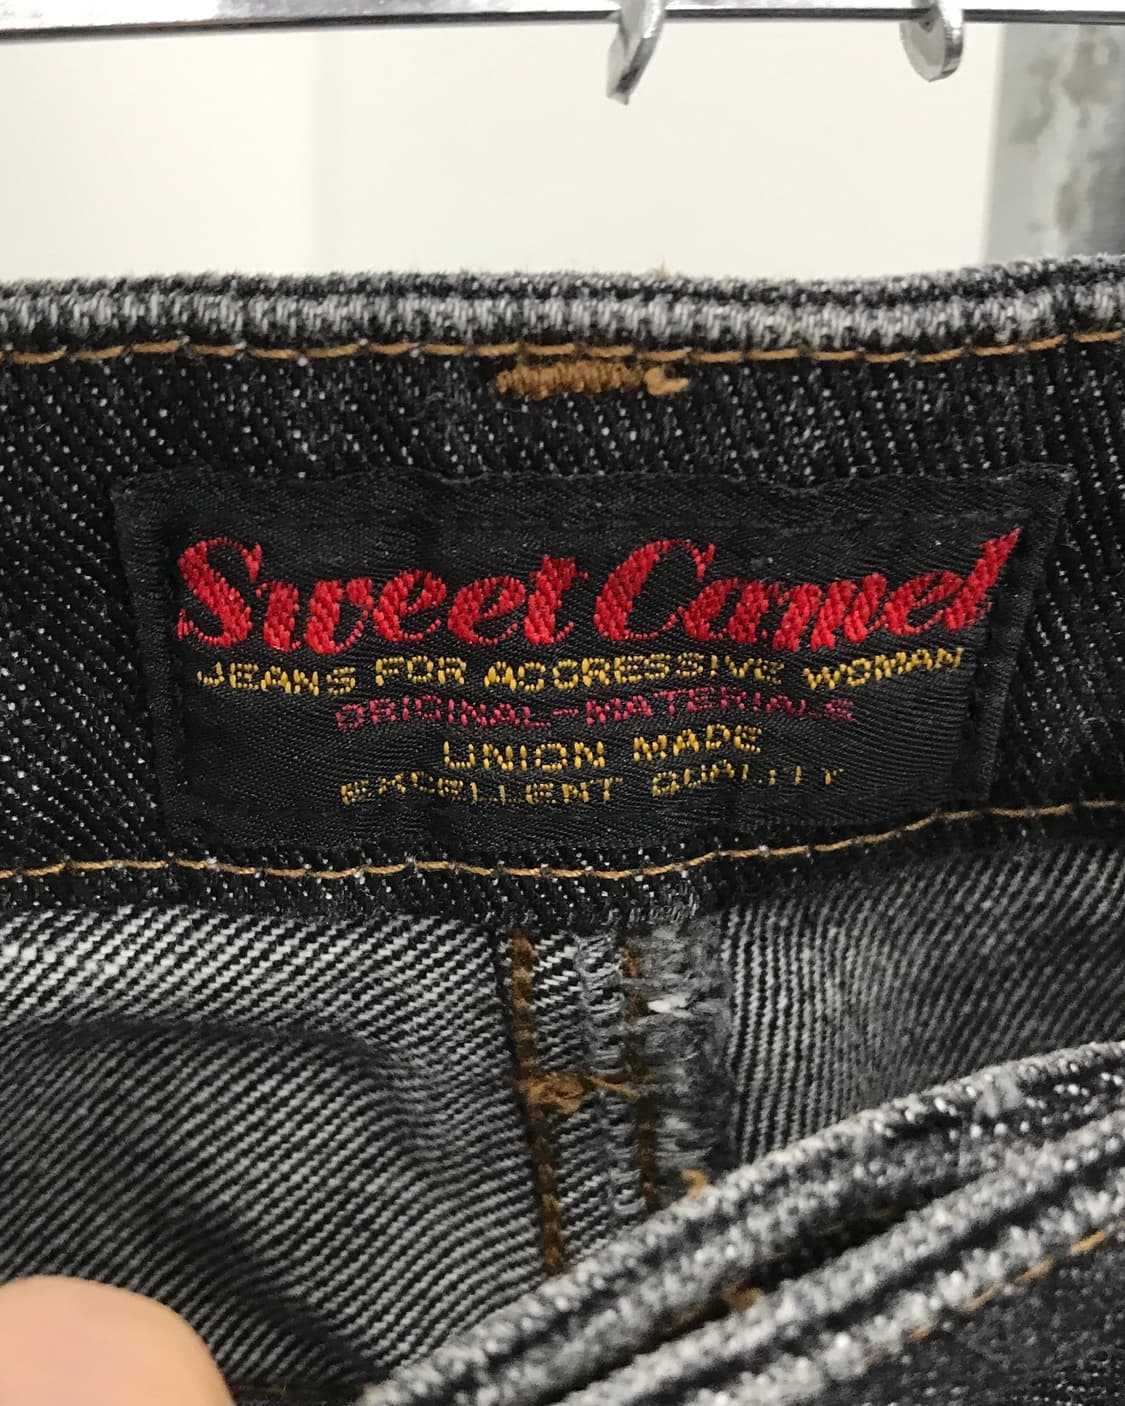 Sweet Camel
JEANS FOR AGGRESSIVE WOMAN
ORIGINAL-MATERIALS
UNION MADE
EXCELLENT QUALITY